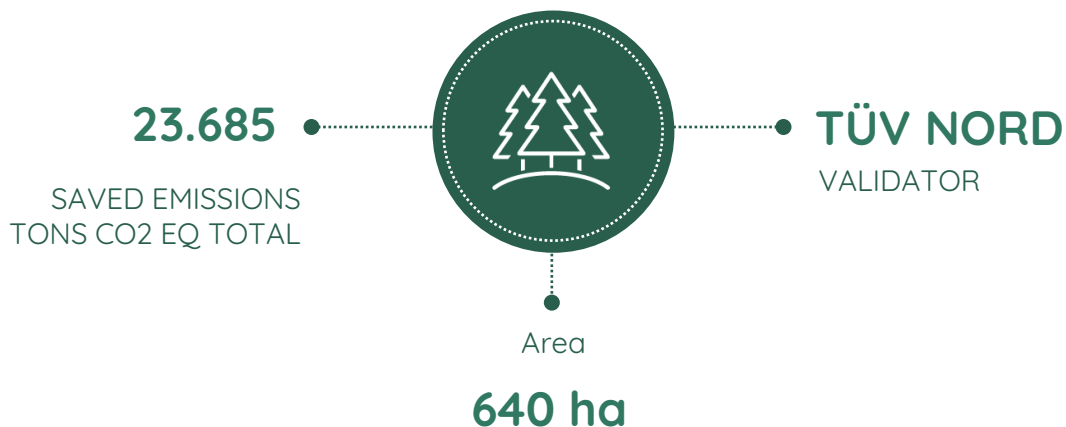 23.685
SAVED EMISSIONS
TONS CO2 EQ TOTAL
TÜV NORD
VALIDATOR
Area
640 ha